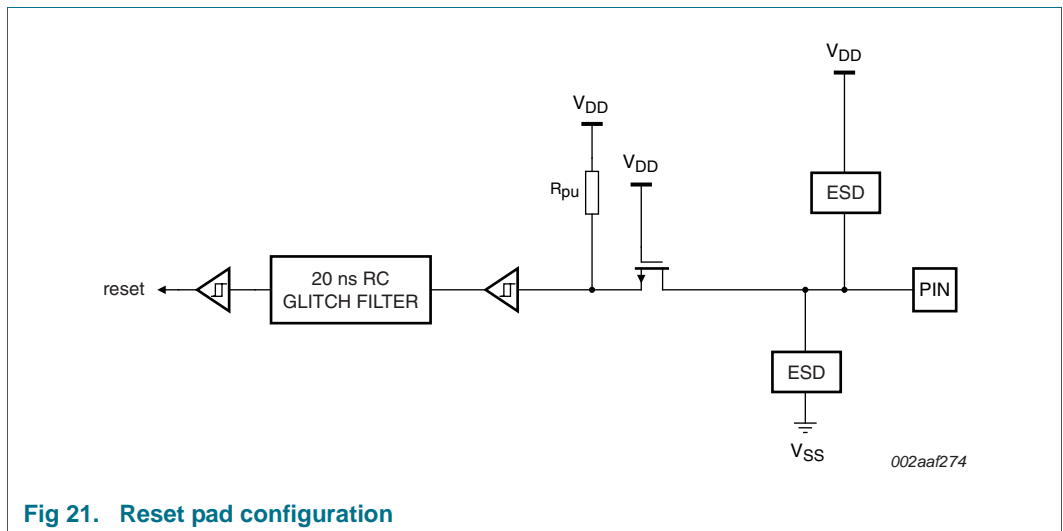 VDD
VDD
VDD
Rpu
ESD
reset
20 ns RC
GLITCH FILTER
PIN
ESD
VSS
002aaf274
Fig 21. Reset pad configuration